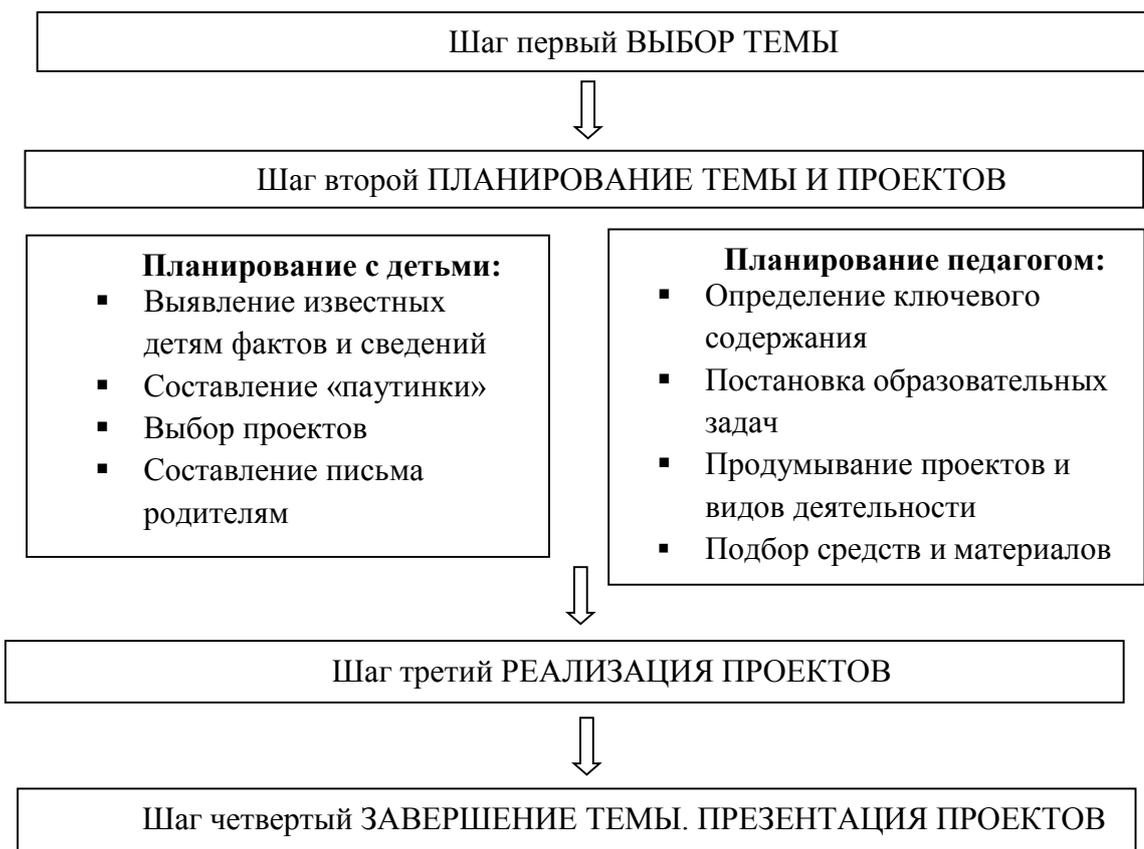 Шаг первый ВЫБОР ТЕМЫ
Шаг второй ПЛАНИРОВАНИЕ ТЕМЫ И ПРОЕКТОВ
Планирование с детьми:
▪ Выявление известных
детям фактов и сведений
▪ Составление «паутинки»
▪ Выбор проектов
▪ Составление письма
родителям
Планирование педагогом:
▪ Определение ключевого
содержания
▪ Постановка образовательных
задач
▪ Продумывание проектов и
видов деятельности
▪ Подбор средств и материалов
Шаг третий РЕАЛИЗАЦИЯ ПРОЕКТОВ
Шаг четвертый ЗАВЕРШЕНИЕ ТЕМЫ. ПРЕЗЕНТАЦИЯ ПРОЕКТОВ